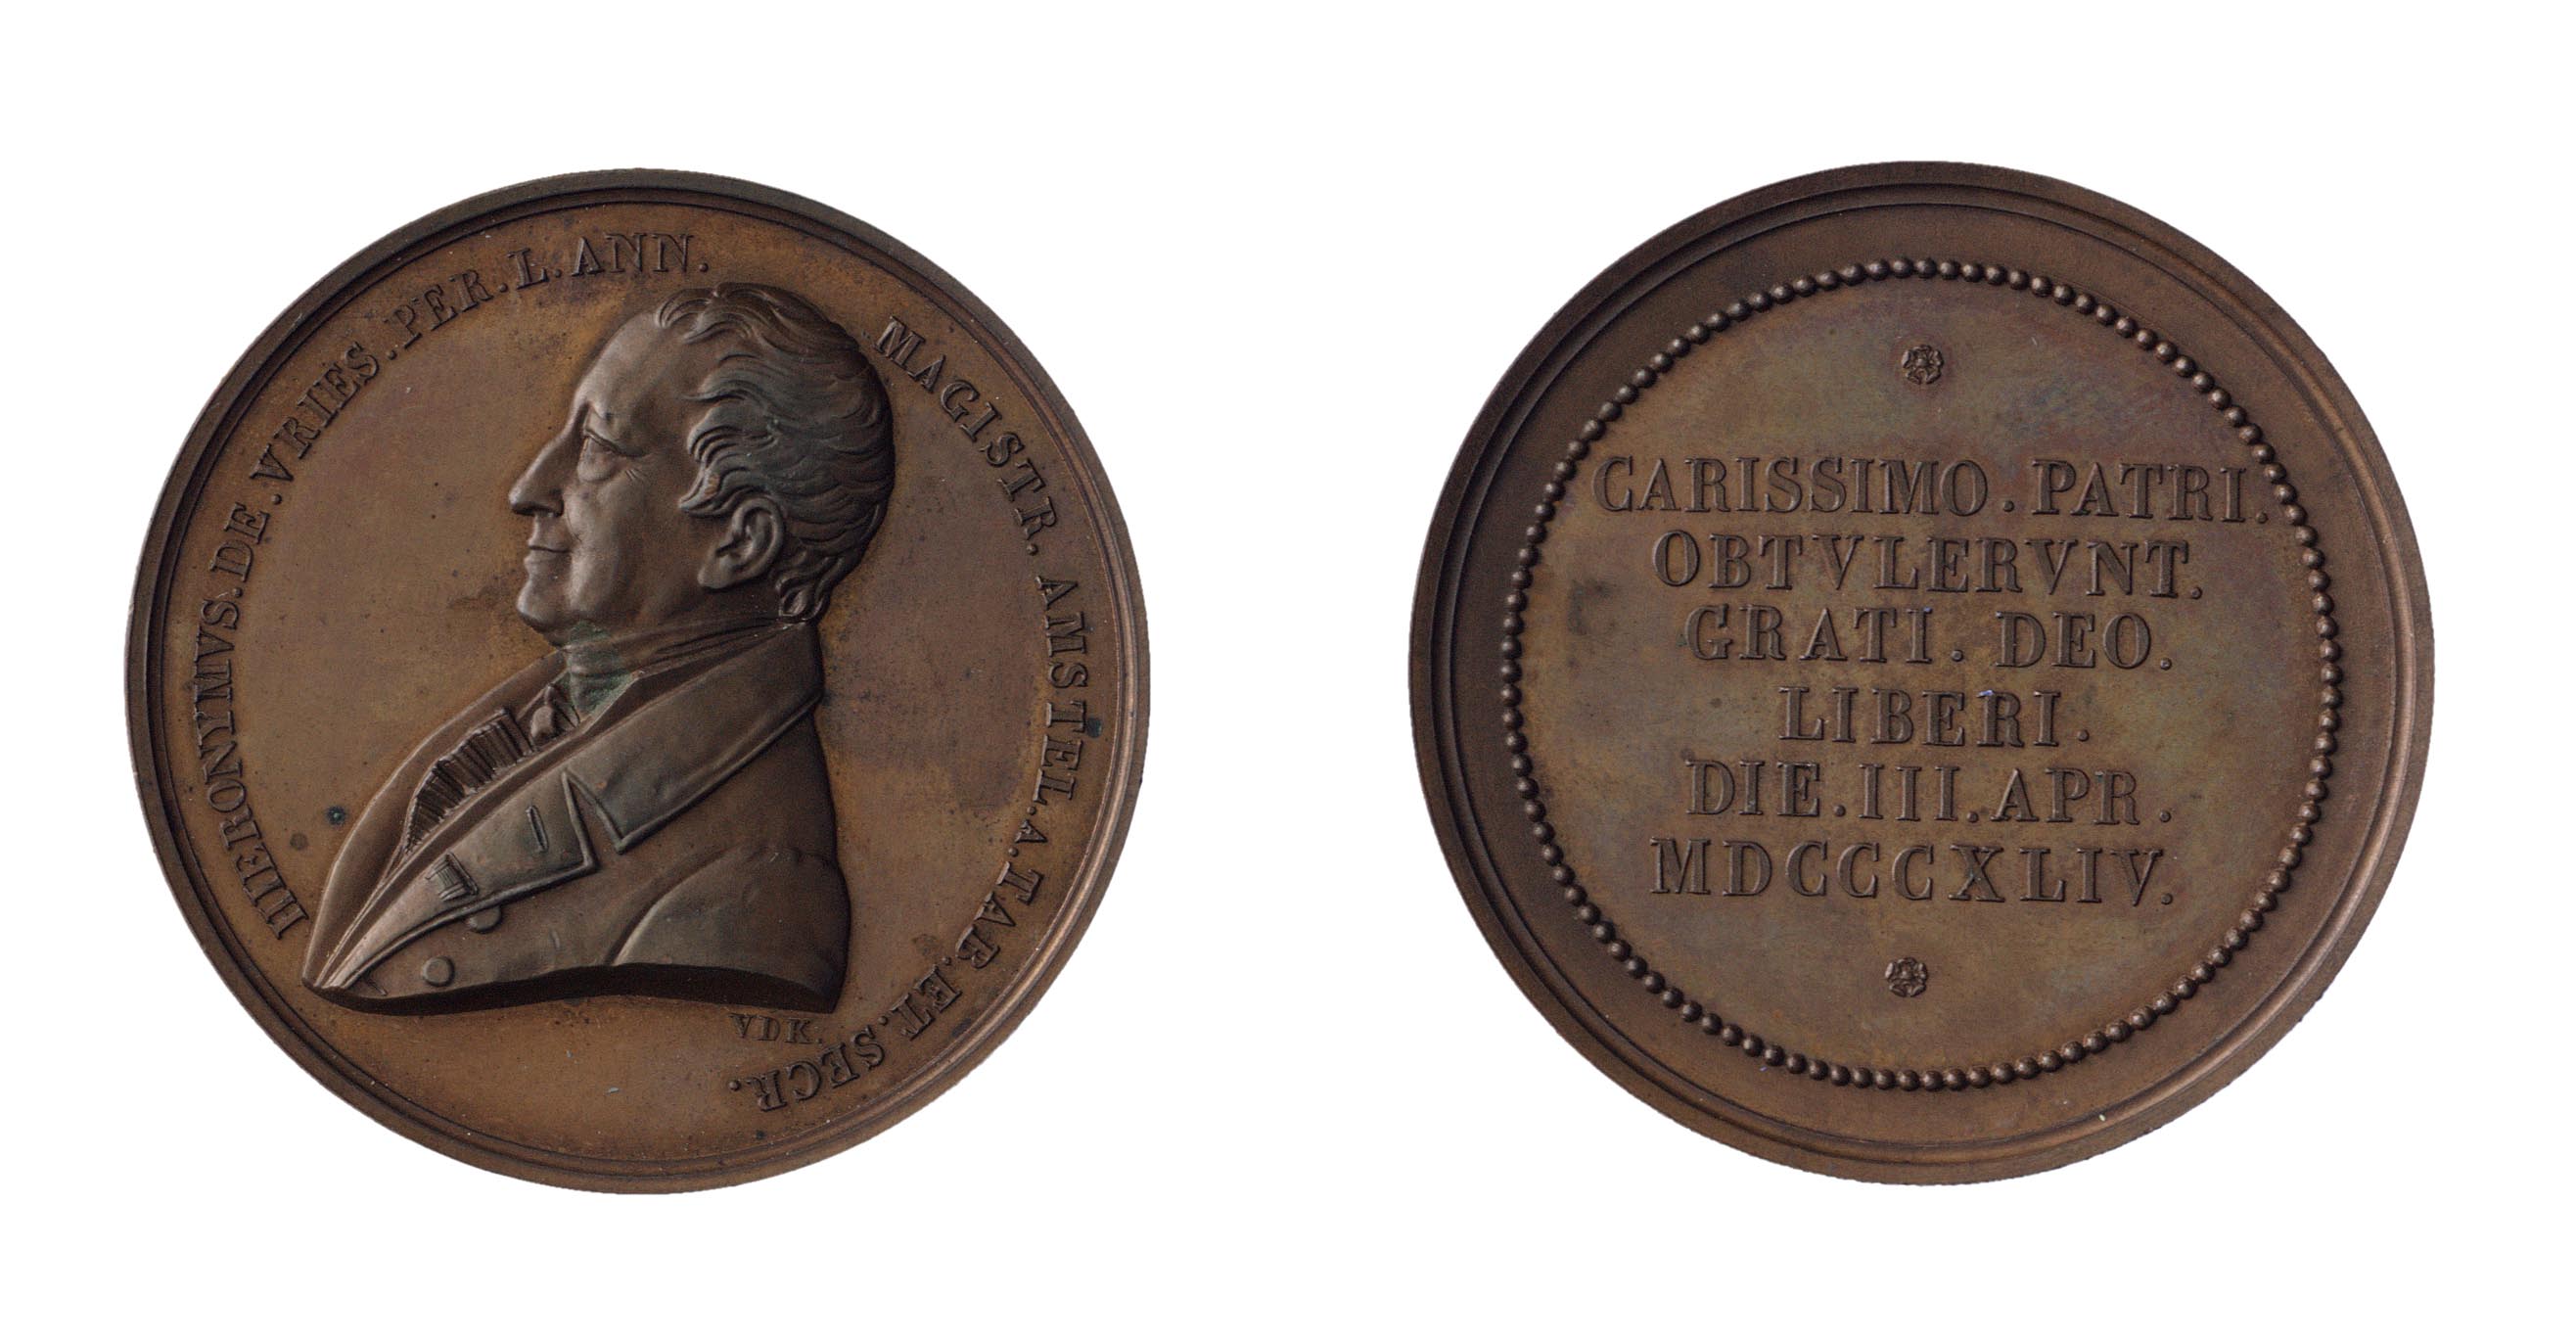 HIERONYMVS.DE.VRIES.PER.L.ANN. MAGISTR. AMSTEL.A.TAB.ET.SECR.
VDK.
CARISSIMO.PATRI.
OBTVLERVNT.
GRATI.DEO.
LIBERI.
DIE.III.APR.
MDCCCXLIV.